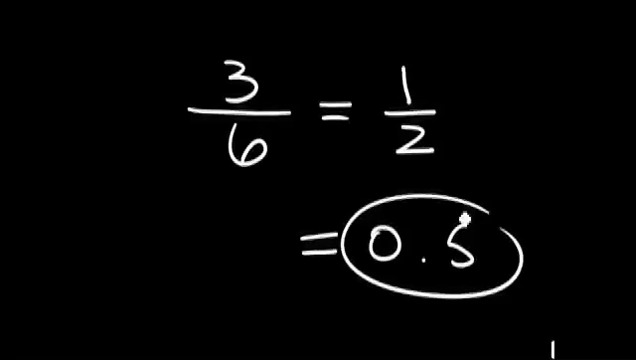 3/6 = 1/2
= 0.5